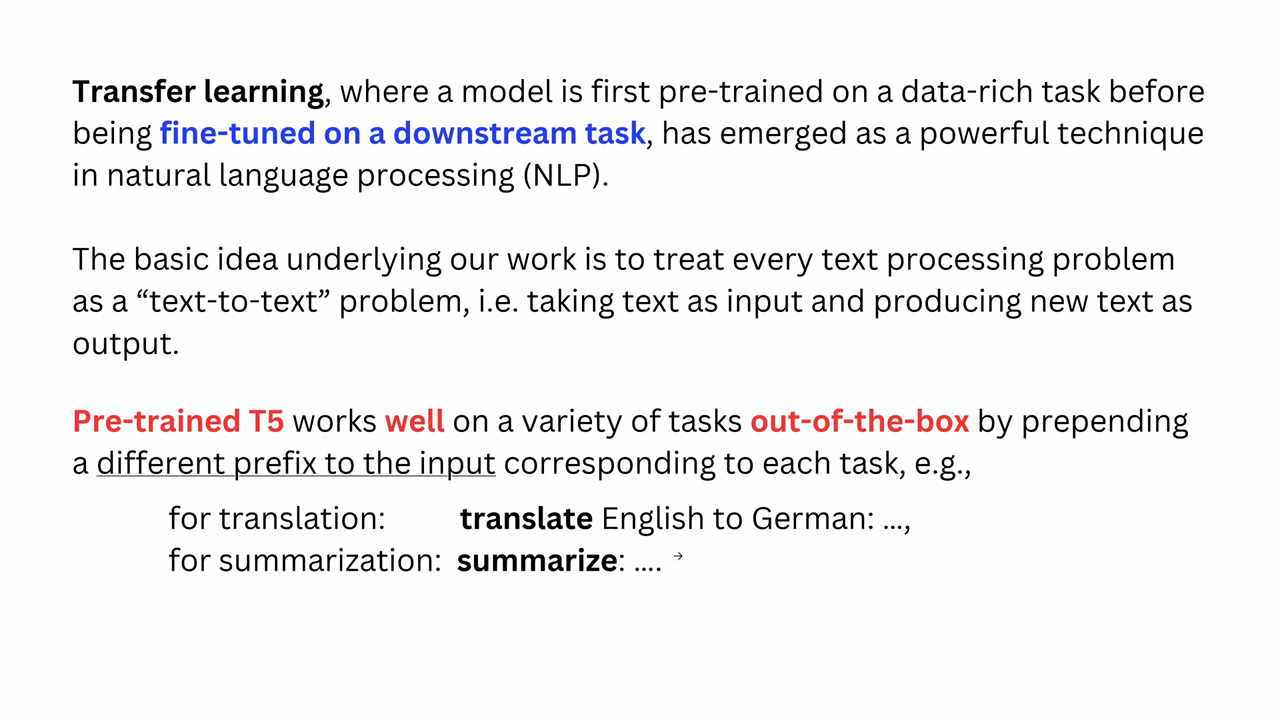 Transfer learning, where a model is first pre-trained on a data-rich task before
being fine-tuned on a downstream task, has emerged as a powerful technique
in natural language processing (NLP).
The basic idea underlying our work is to treat every text processing problem
as a “text-to-text” problem, i.e. taking text as input and producing new text as
output.
Pre-trained T5 works well on a variety of tasks out-of-the-box by prepending
a different prefix to the input corresponding to each task, e.g.,
for translation: translate English to German: …,
for summarization: summarize: …. →